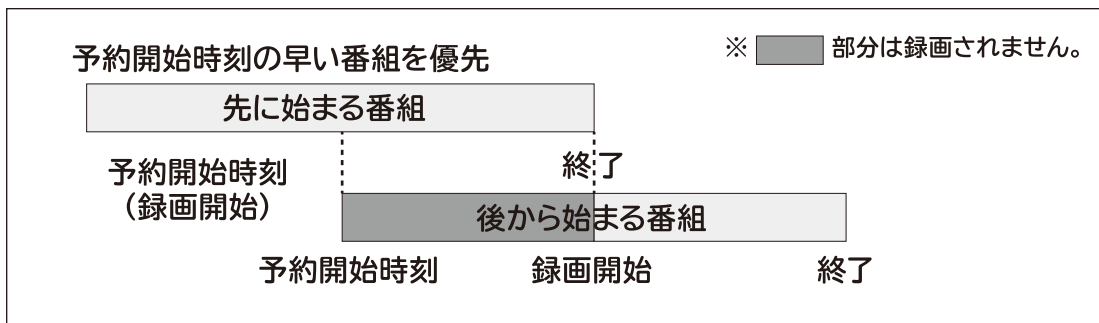 予約開始時刻の早い番組を優先
※ 部分は録画されません。
先に始まる番組
予約開始時刻
(録画開始)
終了
後から始まる番組
予約開始時刻
録画開始
終了